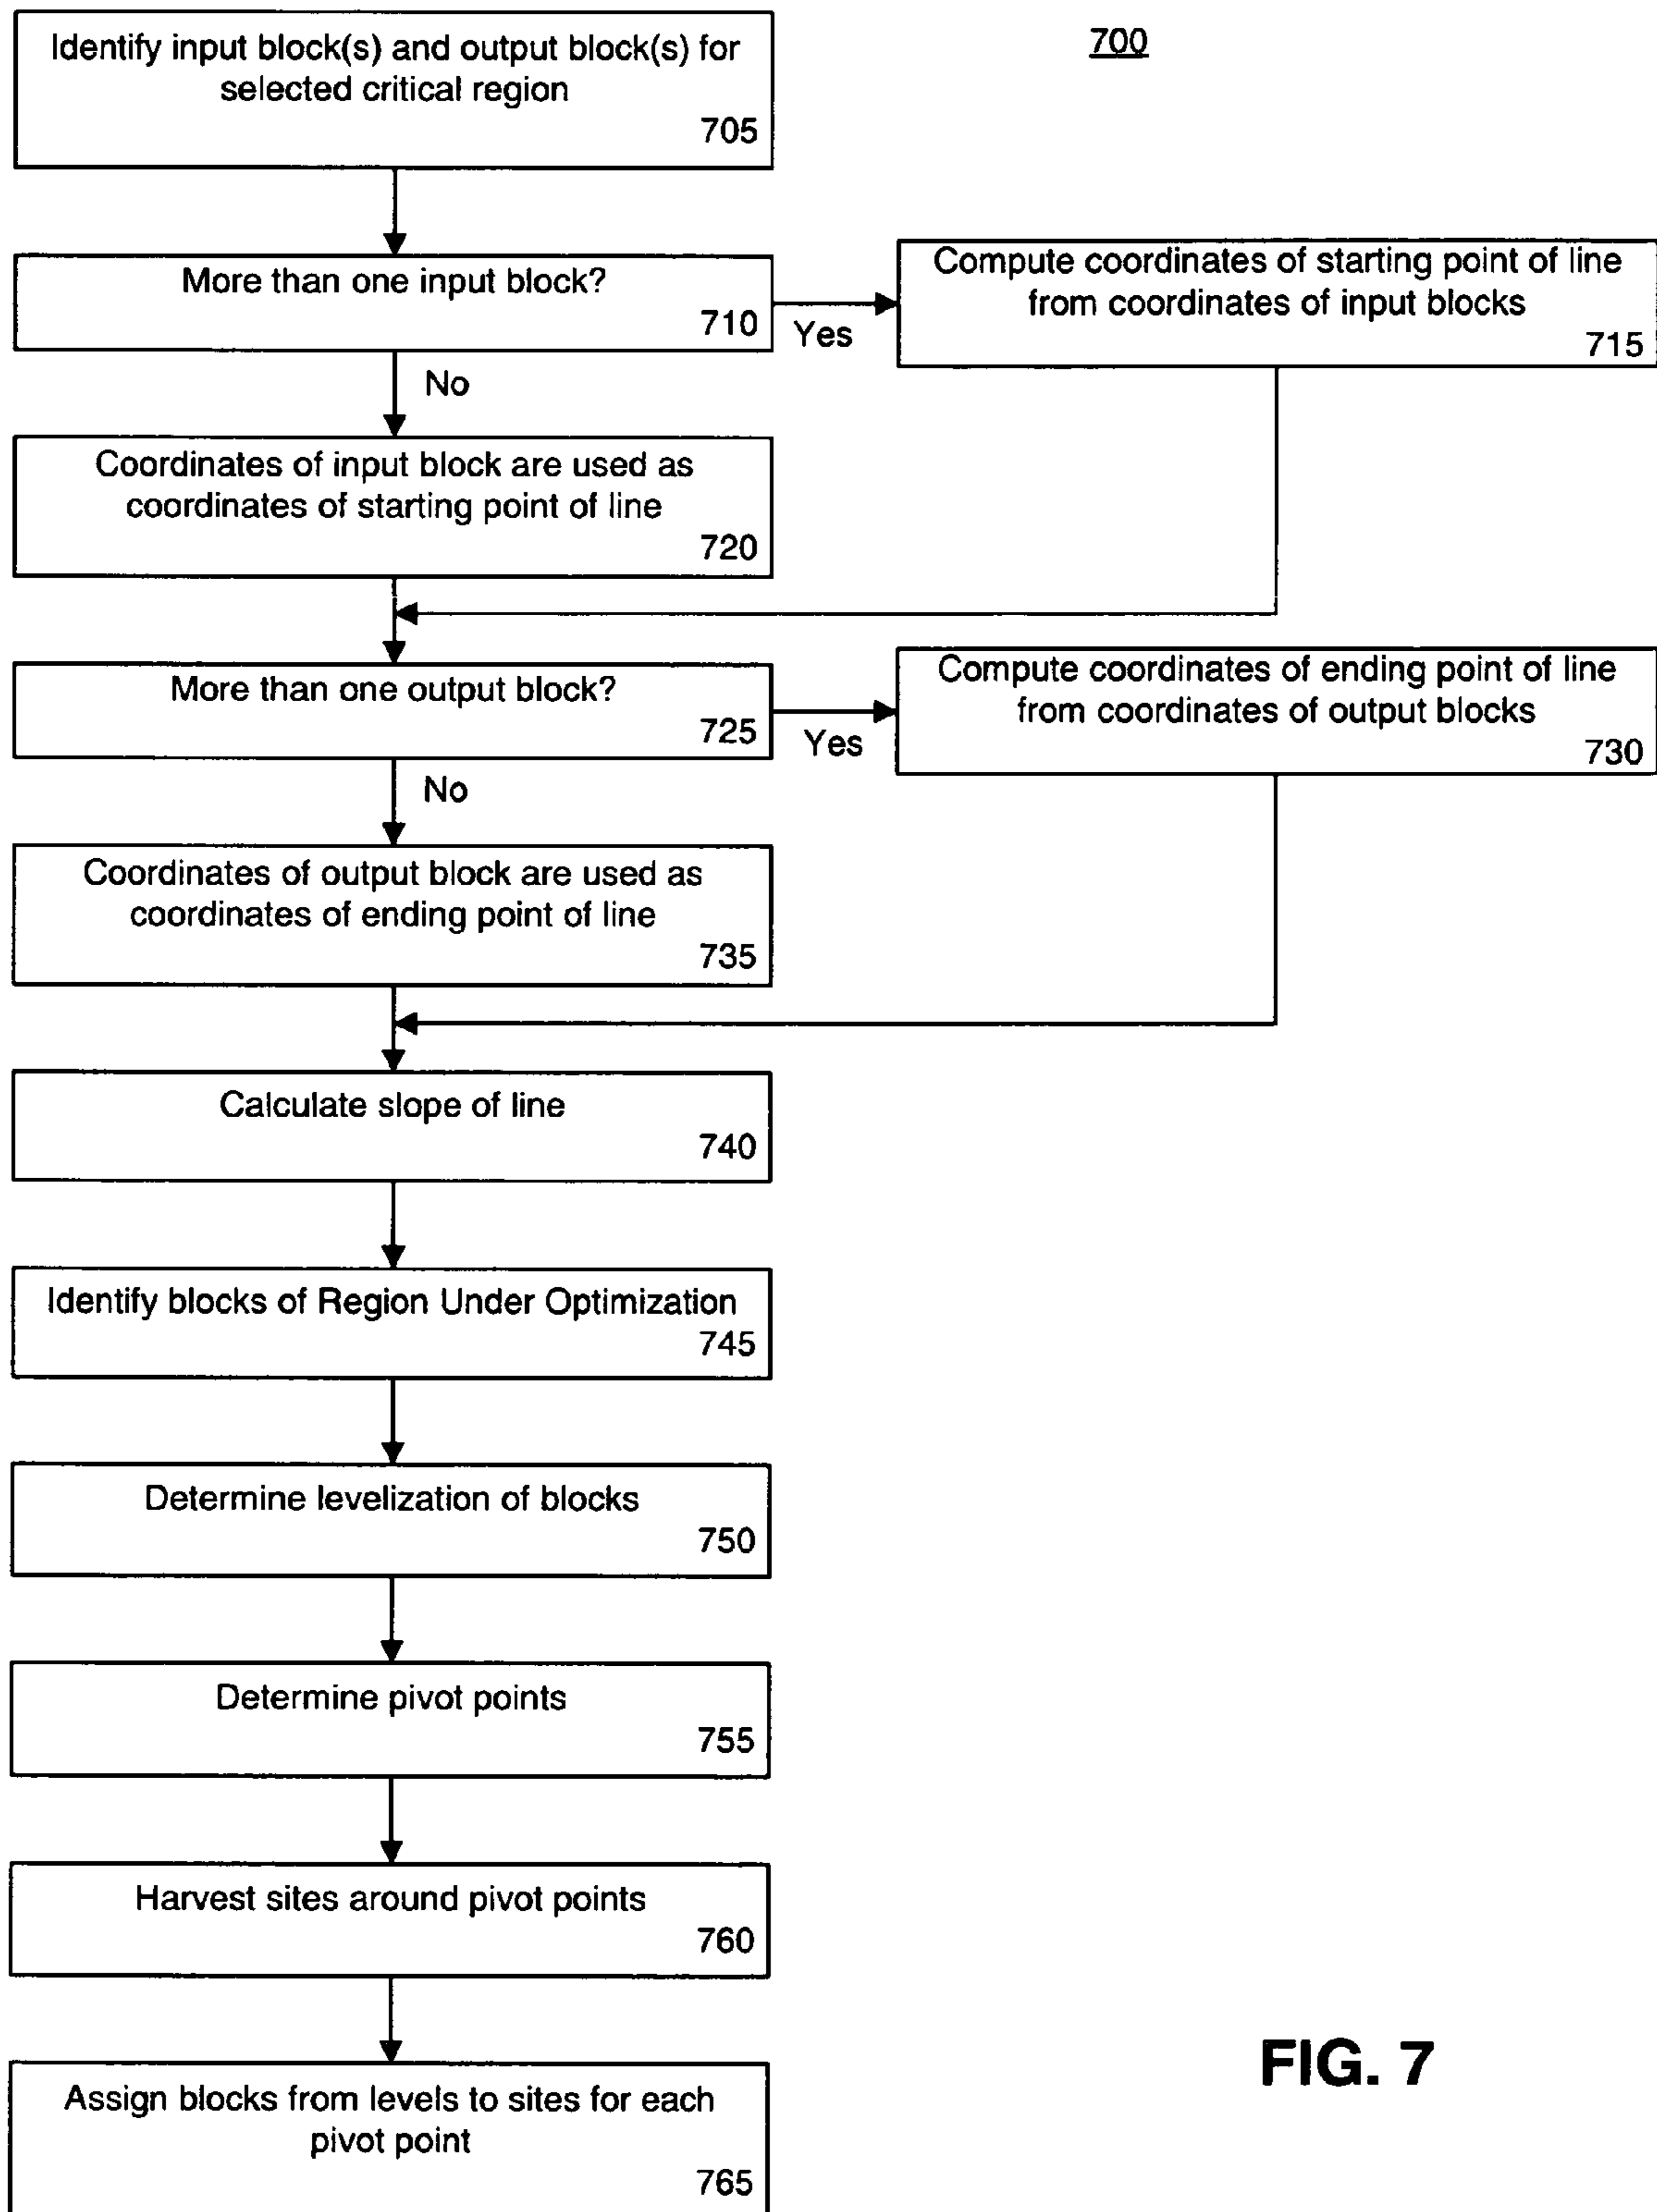 700
Identify input block(s) and output block(s) for
selected critical region
705
More than one input block?
710
Yes
No
Compute coordinates of starting point of line
from coordinates of input blocks
715
Coordinates of input block are used as
coordinates of starting point of line
720
More than one output block?
725
Yes
No
Compute coordinates of ending point of line
from coordinates of output blocks
730
Coordinates of output block are used as
coordinates of ending point of line
735
Calculate slope of line
740
Identify blocks of Region Under Optimization
745
Determine levelization of blocks
750
Determine pivot points
755
Harvest sites around pivot points
760
Assign blocks from levels to sites for each
pivot point
765
FIG. 7